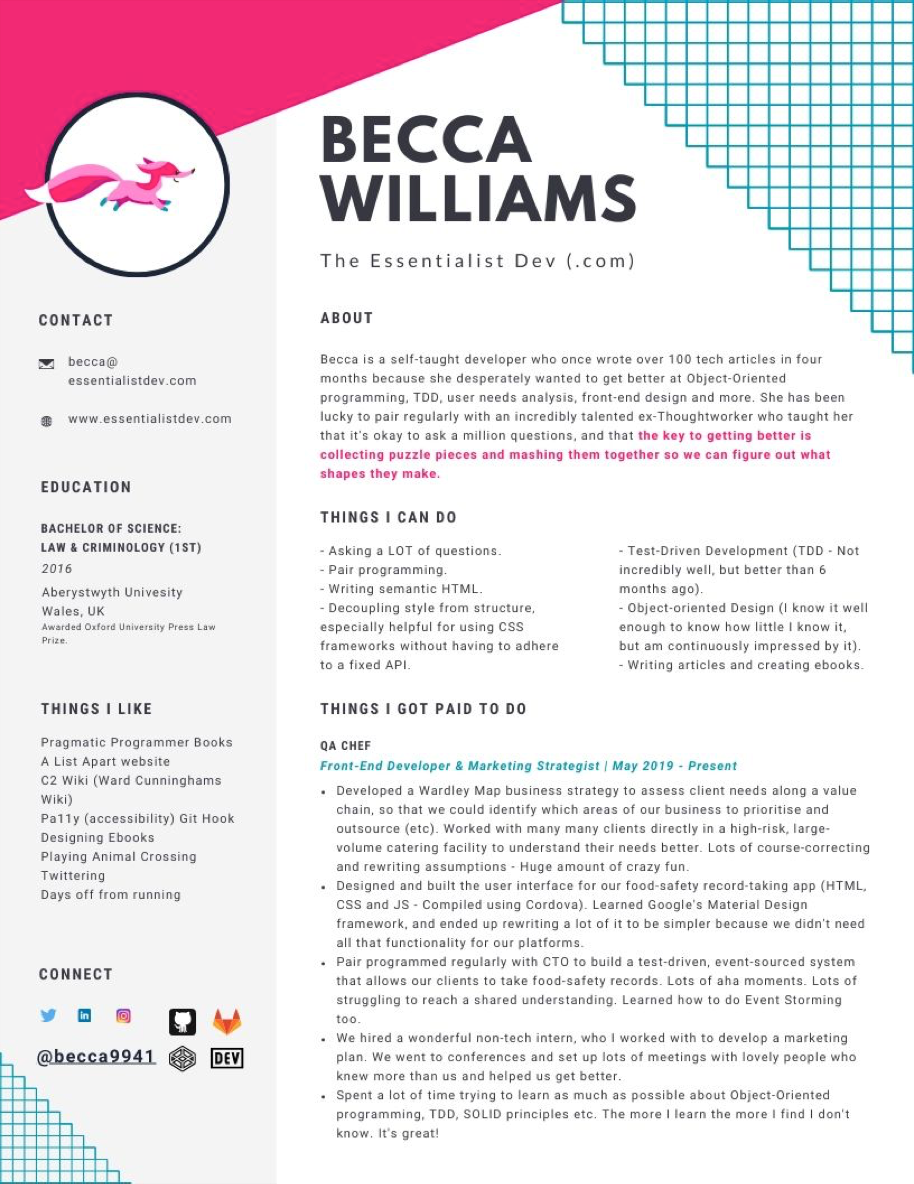 BECCA
WILLIAMS
The Essentialist Dev (.com)
CONTACT
becca@
essentialistdev.com
www.essentialistdev.com
EDUCATION
BACHELOR OF SCIENCE:
LAW & CRIMINOLOGY (1ST)
2016
Aberystwyth Univesity
Wales, UK
Awarded Oxford University Press Law
Prize.
THINGS I LIKE
Pragmatic Programmer Books
A List Apart website
C2 Wiki (Ward Cunninghams
Wiki)
Pa11y (accessibility) Git Hook
Designing Ebooks
Playing Animal Crossing
Twittering
Days off from running
CONNECT
in
@becca9941
DEV
ABOUT
Becca is a self-taught developer who once wrote over 100 tech articles in four
months because she desperately wanted to get better at Object-Oriented
programming, TDD, user needs analysis, front-end design and more. She has been
lucky to pair regularly with an incredibly talented ex-Thoughtworker who taught her
that it's okay to ask a million questions, and that the key to getting better is
collecting puzzle pieces and mashing them together so we can figure out what
shapes they make.
THINGS I CAN DO
- Asking a LOT of questions.
- Pair programming.
- Writing semantic HTML.
- Decoupling style from structure,
especially helpful for using CSS
frameworks without having to adhere
to a fixed API.
- Test-Driven Development (TDD - Not
incredibly well, but better than 6
months ago).
- Object-oriented Design (I know it well
enough to know how little I know it,
but am continuously impressed by it).
- Writing articles and creating ebooks.
THINGS I GOT PAID TO DO
QA CHEF
Front-End Developer & Marketing Strategist | May 2019 - Present
• Developed a Wardley Map business strategy to assess client needs along a value
chain, so that we could identify which areas of our business to prioritise and
outsource (etc). Worked with many many clients directly in a high-risk, large-
volume catering facility to understand their needs better. Lots of course-correcting
and rewriting assumptions - Huge amount of crazy fun.
• Designed and built the user interface for our food-safety record-taking app (HTML,
CSS and JS - Compiled using Cordova). Learned Google's Material Design
framework, and ended up rewriting a lot of it to be simpler because we didn't need
all that functionality for our platforms.
• Pair programmed regularly with CTO to build a test-driven, event-sourced system
that allows our clients to take food-safety records. Lots of aha moments. Lots of
struggling to reach a shared understanding. Learned how to do Event Storming
too.
• We hired a wonderful non-tech intern, who I worked with to develop a marketing
plan. We went to conferences and set up lots of meetings with lovely people who
knew more than us and helped us get better.
• Spent a lot of time trying to learn as much as possible about Object-Oriented
programming, TDD, SOLID principles etc. The more I learn the more I find I don't
know. It's great!